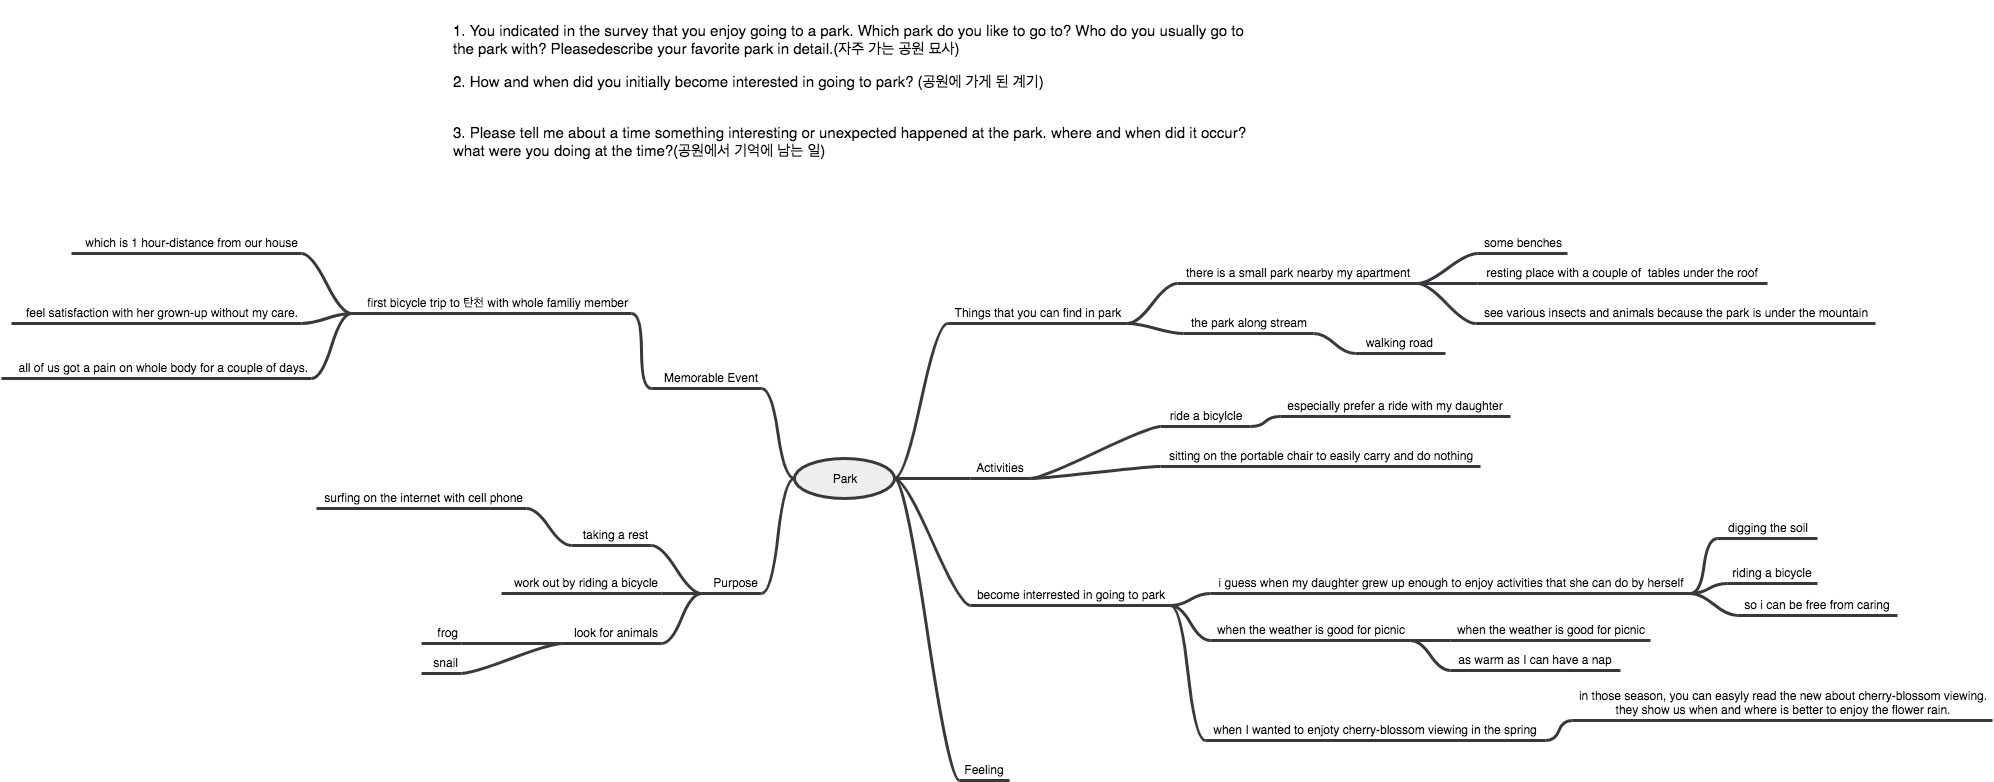 1. You indicated in the survey that you enjoy going to a park. Which park do you like to go to? Who do you usually go to
the park with? Pleasedescribe your favorite park in detail.(자주 가는 공원 묘사)
2. How and when did you initially become interested in going to park? (공원에 가게 된 계기)
3. Please tell me about a time something interesting or unexpected happened at the park. where and when did it occur?
what were you doing at the time?(공원에서 기억에 남는 일)
which is 1 hour-distance from our house
feel satisfaction with her grown-up without my care.
all of us got a pain on whole body for a couple of days.
first bicycle trip to 탄천 with whole familiy member
Memorable Event
surfing on the internet with cell phone
taking a rest
work out by riding a bicycle
Purpose
frog
look for animals
snail
Park
Things that you can find in park
there is a small park nearby my apartment
some benches
resting place with a couple of  tables under the roof
see various insects and animals because the park is under the mountain
the park along stream
walking road
Activities
ride a bicylcle
especially prefer a ride with my daughter
sitting on the portable chair to easily carry and do nothing
become interrested in going to park
i guess when my daughter grew up enough to enjoy activities that she can do by herself
digging the soil
riding a bicycle
so i can be free from caring
when the weather is good for picnic
when the weather is good for picnic
as warm as I can have a nap
when I wanted to enjoty cherry-blossom viewing in the spring
in those season, you can easyly read the new about cherry-blossom viewing.
they show us when and where is better to enjoy the flower rain.
Feeling